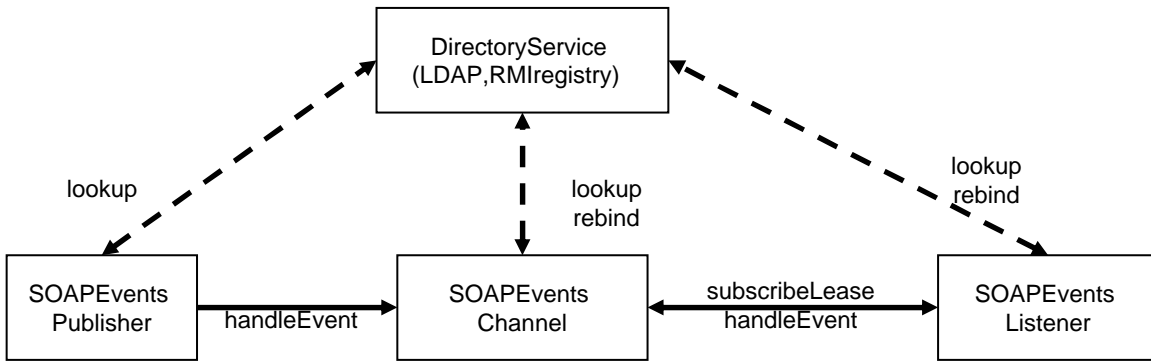 DirectoryService
(LDAP,RMIregistry)
lookup
lookup
rebind
lookup
rebind
SOAPEvents
Publisher
handleEvent
SOAPEvents
Channel
subscribeLease
handleEvent
SOAPEvents
Listener